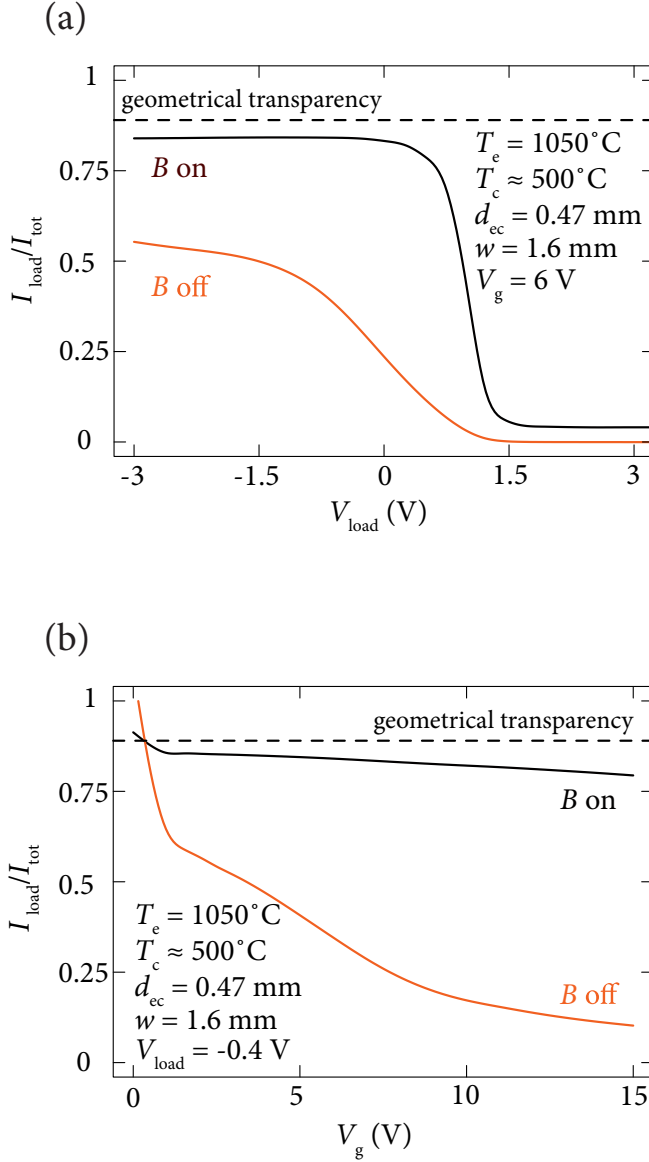 (a)
1
0.75
0.5
0.25
0
I_load/I_tot
geometrical transparency
B on
B off
T_e = 1050˚C
T_c ≈ 500˚C
d_ec = 0.47 mm
w = 1.6 mm
V_g = 6 V
-3 -1.5 0 1.5 3
V_load (V)
(b)
1
0.75
0.5
0.25
0
I_load/I_tot
geometrical transparency
B on
B off
T_e = 1050˚C
T_c ≈ 500˚C
d_ec = 0.47 mm
w = 1.6 mm
V_load = -0.4 V
0 5 10 15
V_g (V)